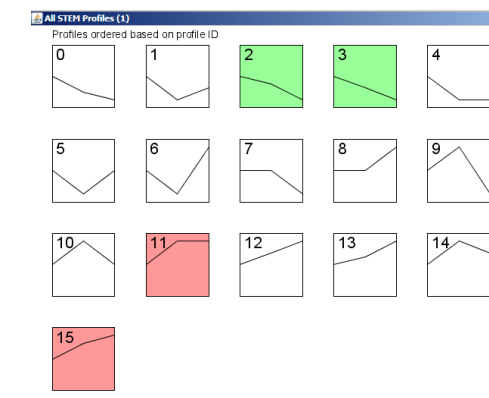 All STEM Profiles (1)
Profiles ordered based on profile ID
0 1 2 3 4
5 6 7 8 9
10 11 12 13 14
15